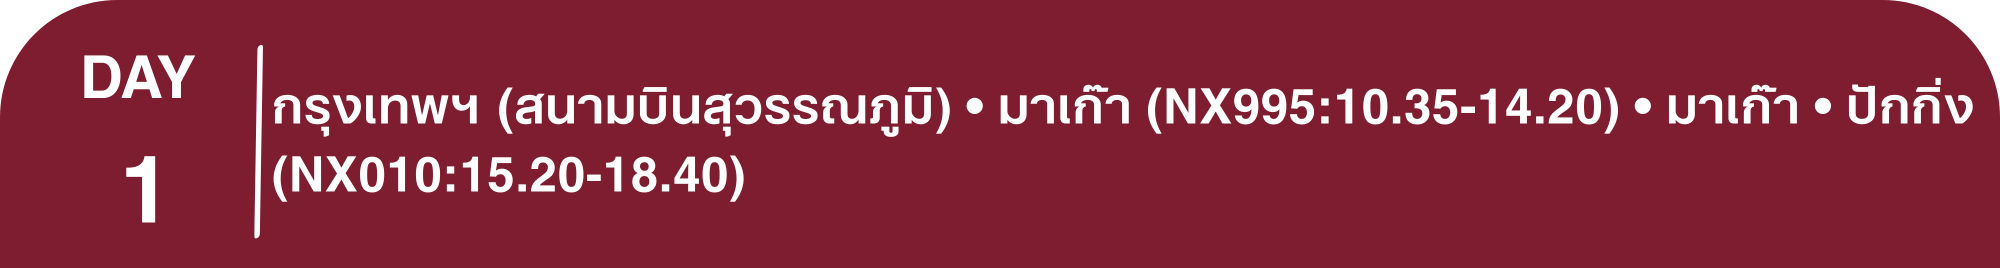 DAY
1
กรุงเทพฯ (สนามบินสุวรรณภูมิ) • มาเก๊า (NX995:10.35-14.20) • มาเก๊า • ปักกิ่ง
(NX010:15.20-18.40)